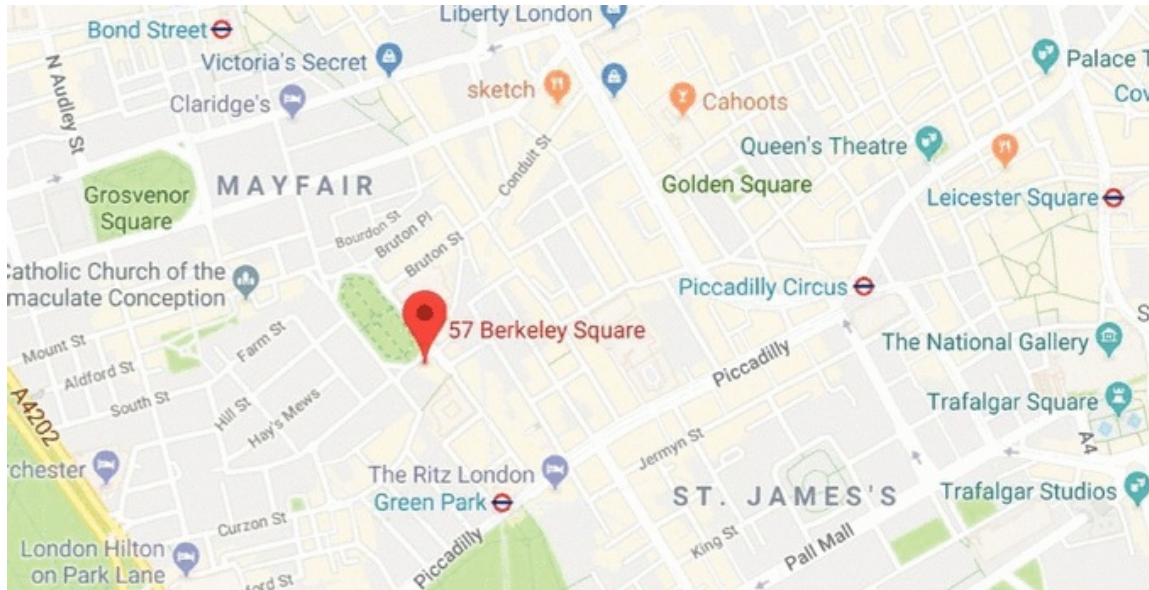 Liberty London
Bond Street
Victoria's Secret
Palace T
N Audley St
sketch
Claridge's
Cahoots
Cov
Queen's Theatre
Conduit St
MAYFAIR
Golden Square
Grosvenor
Square
Leicester Square
Bourdon St
Bruton Pl
Bruton St
Catholic Church of the
mmaculate Conception
Piccadilly Circus
S
57 Berkeley Square
Mount St
Farm St
The National Gallery
Aldford St
Piccadilly
South St
Hill St
Hay's Mews
A4202
Trafalgar Square
A4
Jermyn St
rchester
The Ritz London
Green Park
ST. JAMES'S
Trafalgar Studios
Curzon St
King St
Pall Mall
Piccadilly
London Hilton
on Park Lane
ford St